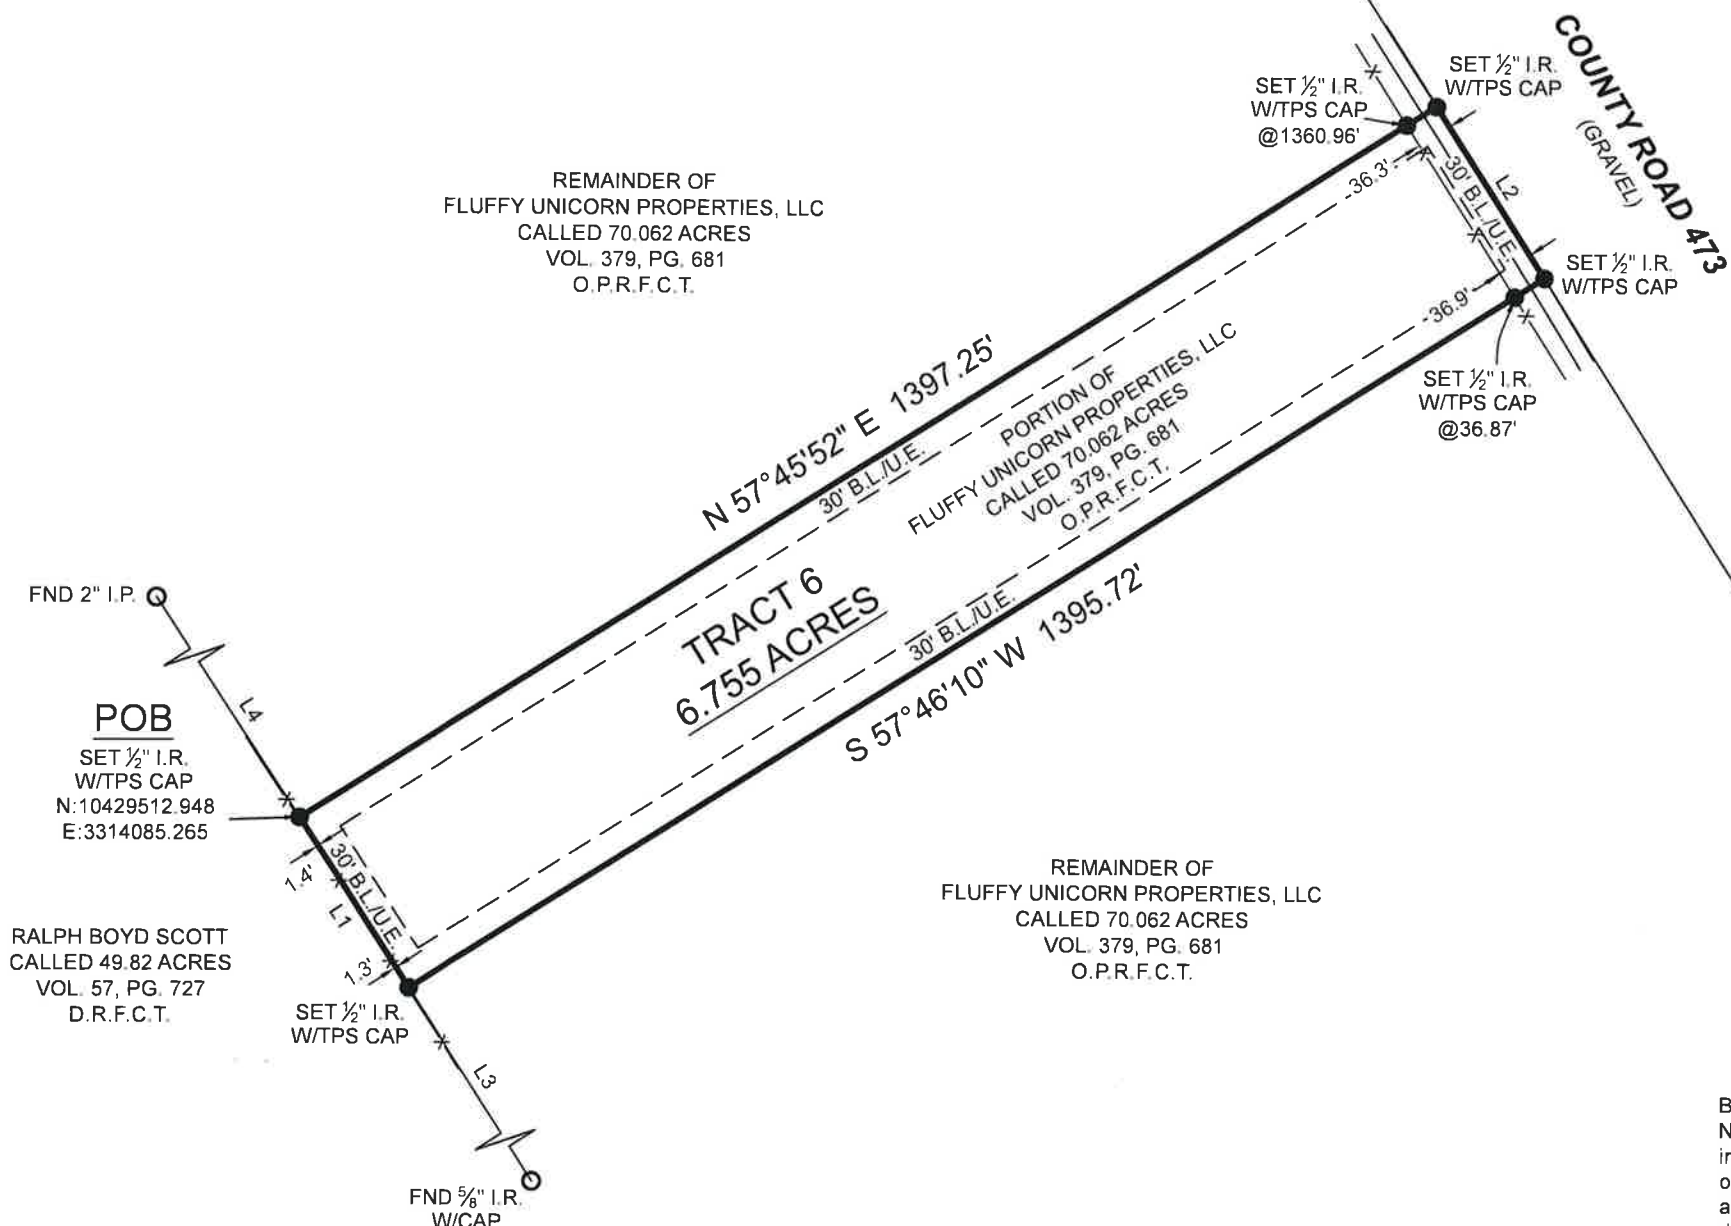 COUNTY ROAD 473
(GRAVEL)
SET ½" I.R.
W/TPS CAP
SET ½" I.R.
W/TPS CAP
@1360.96'
REMAINDER OF
FLUFFY UNICORN PROPERTIES, LLC
CALLED 70.062 ACRES
VOL. 379, PG. 681
O.P.R.F.C.T.
36.3'
30' B.L./U.E.
L2
SET ½" I.R.
W/TPS CAP
36.9'
SET ½" I.R.
W/TPS CAP
@36.87'
N 57°45'52" E 1397.25'
30' B.L./U.E.
PORTION OF
FLUFFY UNICORN PROPERTIES, LLC
CALLED 70.062 ACRES
VOL. 379, PG. 681
O.P.R.F.C.T.
TRACT 6
6.755 ACRES
30' B.L./U.E.
S 57°46'10" W 1395.72'
FND 2" I.P.
L4
POB
SET ½" I.R.
W/TPS CAP
N:10429512.948
E:3314085.265
1.4'
30' B.L./U.E.
L1
1.3'
RALPH BOYD SCOTT
CALLED 49.82 ACRES
VOL. 57, PG. 727
D.R.F.C.T.
SET ½" I.R.
W/TPS CAP
REMAINDER OF
FLUFFY UNICORN PROPERTIES, LLC
CALLED 70.062 ACRES
VOL. 379, PG. 681
O.P.R.F.C.T.
L3
FND ⅝" I.R.
W/CAP